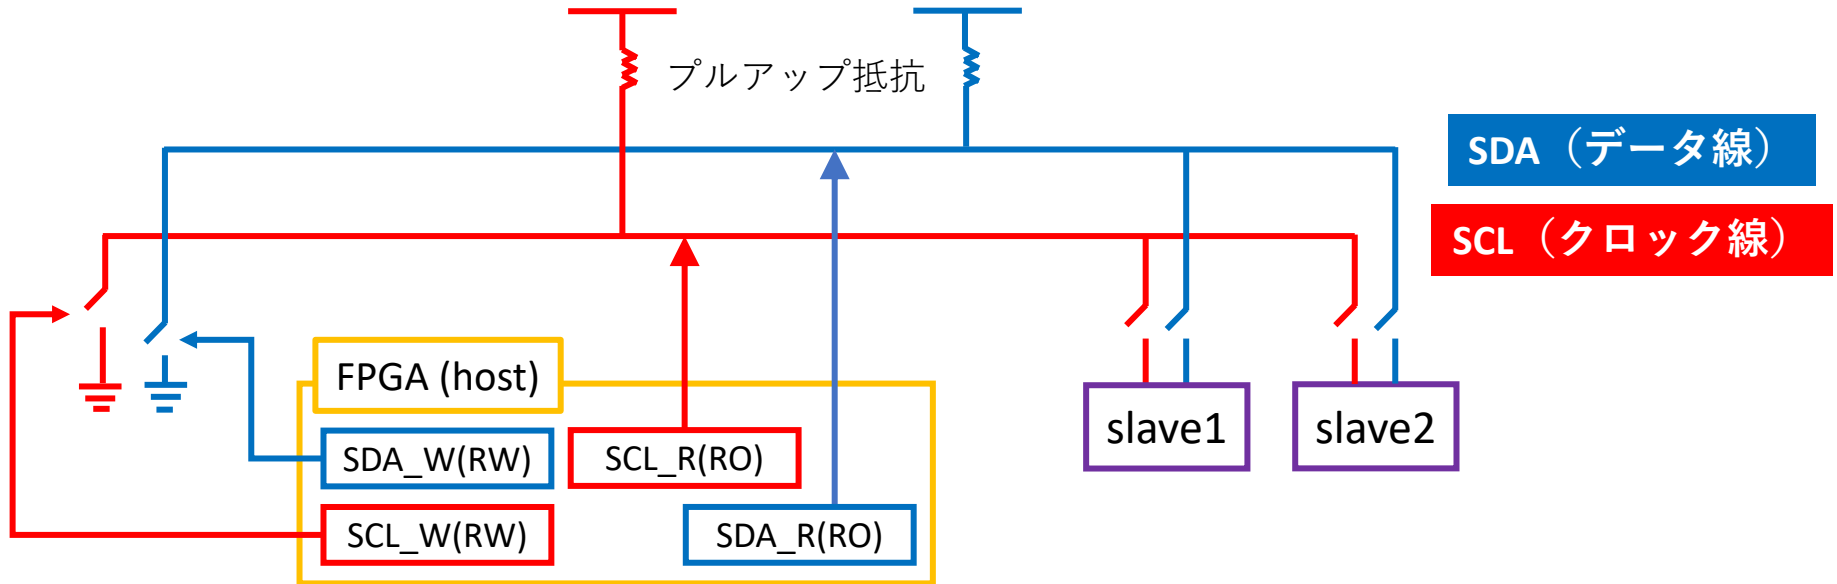 プルアップ抵抗
SDA（データ線）
SCL（クロック線）
FPGA (host)
SDA_W(RW)
SCL_R(RO)
SCL_W(RW)
SDA_R(RO)
slave1
slave2